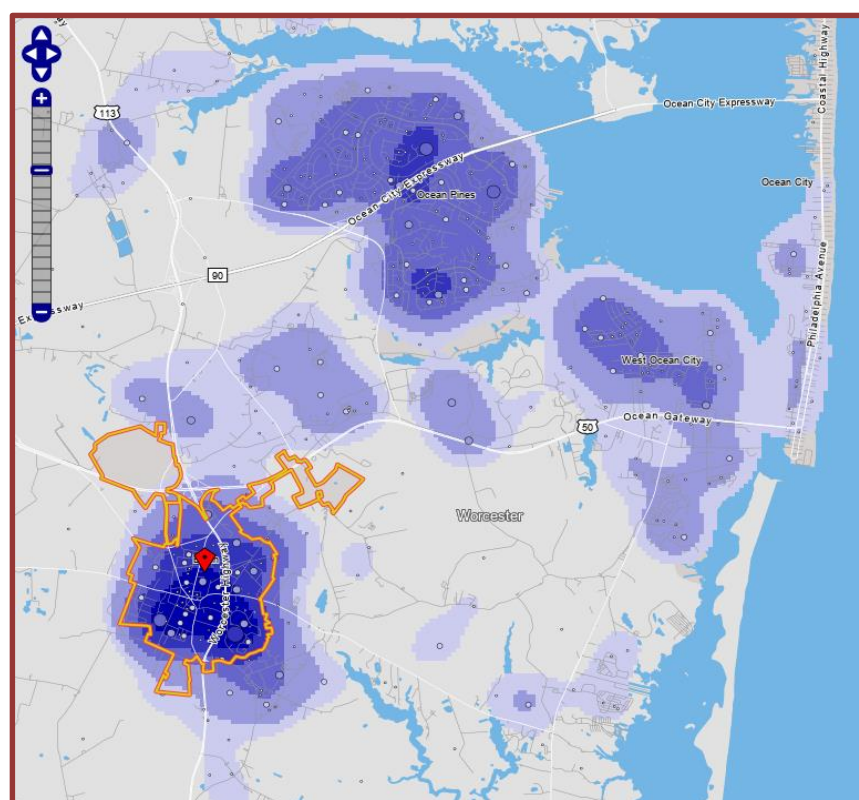 Coastal Highway
113
Ocean City Expressway
Ocean City Expressway
Ocean City
Ocean Pines
90
Expressway
Philadelphia Avenue
West Ocean City
Ocean Gateway
50
Worcester
Worcester Highway